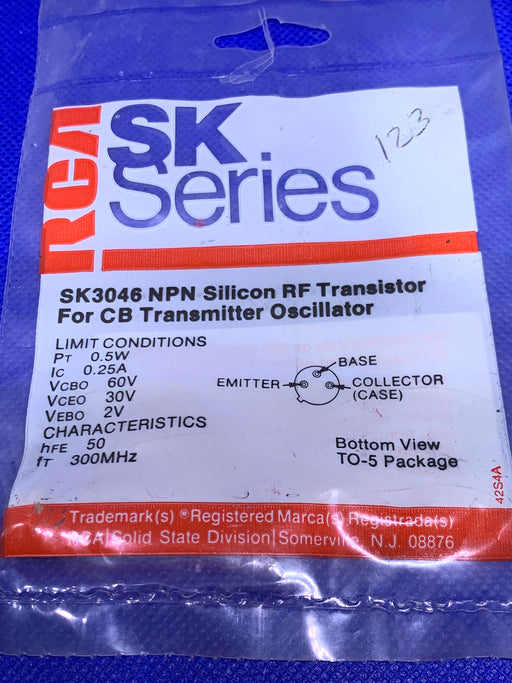 RCA
SK
Series
123
SK3046 NPN Silicon RF Transistor
For CB Transmitter Oscillator
LIMIT CONDITIONS
PT 0.5W
IC 0.25A
VCBO 60V
VCEO 30V
VEBO 2V
CHARACTERISTICS
hFE 50
fT 300MHz
BASE
EMITTER
COLLECTOR
(CASE)
Bottom View
TO-5 Package
42S4A
Trademark(s) ® Registered Marca(s) Registrada(s)
RCA|Solid State Division|Somerville, N.J. 08876